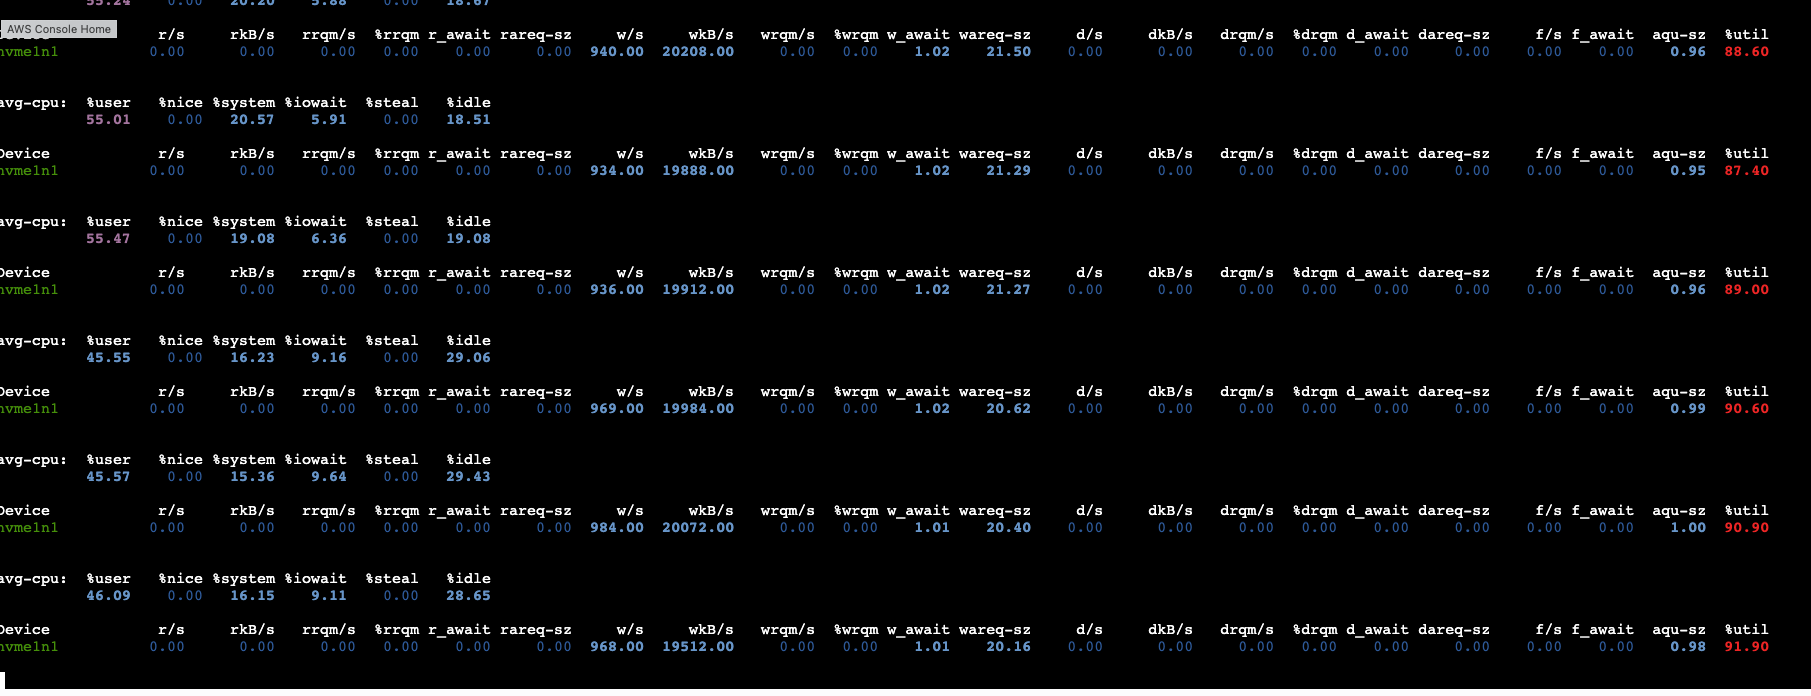 55.24 0.00 20.20 5.88 0.00 18.67
AWS Console Home
r/s rkB/s rrqm/s %rrqm r_await rareq-sz w/s wkB/s wrqm/s %wrqm w_await wareq-sz d/s dkB/s drqm/s %drqm d_await dareq-sz f/s f_await aqu-sz %util
nvme1n1 0.00 0.00 0.00 0.00 0.00 0.00 940.00 20208.00 0.00 0.00 1.02 21.50 0.00 0.00 0.00 0.00 0.00 0.00 0.00 0.00 0.96 88.60
avg-cpu: %user %nice %system %iowait %steal %idle
55.01 0.00 20.57 5.91 0.00 18.51
Device r/s rkB/s rrqm/s %rrqm r_await rareq-sz w/s wkB/s wrqm/s %wrqm w_await wareq-sz d/s dkB/s drqm/s %drqm d_await dareq-sz f/s f_await aqu-sz %util
nvme1n1 0.00 0.00 0.00 0.00 0.00 0.00 934.00 19888.00 0.00 0.00 1.02 21.29 0.00 0.00 0.00 0.00 0.00 0.00 0.00 0.00 0.95 87.40
avg-cpu: %user %nice %system %iowait %steal %idle
55.47 0.00 19.08 6.36 0.00 19.08
Device r/s rkB/s rrqm/s %rrqm r_await rareq-sz w/s wkB/s wrqm/s %wrqm w_await wareq-sz d/s dkB/s drqm/s %drqm d_await dareq-sz f/s f_await aqu-sz %util
nvme1n1 0.00 0.00 0.00 0.00 0.00 0.00 936.00 19912.00 0.00 0.00 1.02 21.27 0.00 0.00 0.00 0.00 0.00 0.00 0.00 0.00 0.96 89.00
avg-cpu: %user %nice %system %iowait %steal %idle
45.55 0.00 16.23 9.16 0.00 29.06
Device r/s rkB/s rrqm/s %rrqm r_await rareq-sz w/s wkB/s wrqm/s %wrqm w_await wareq-sz d/s dkB/s drqm/s %drqm d_await dareq-sz f/s f_await aqu-sz %util
nvme1n1 0.00 0.00 0.00 0.00 0.00 0.00 969.00 19984.00 0.00 0.00 1.02 20.62 0.00 0.00 0.00 0.00 0.00 0.00 0.00 0.00 0.99 90.60
avg-cpu: %user %nice %system %iowait %steal %idle
45.57 0.00 15.36 9.64 0.00 29.43
Device r/s rkB/s rrqm/s %rrqm r_await rareq-sz w/s wkB/s wrqm/s %wrqm w_await wareq-sz d/s dkB/s drqm/s %drqm d_await dareq-sz f/s f_await aqu-sz %util
nvme1n1 0.00 0.00 0.00 0.00 0.00 0.00 984.00 20072.00 0.00 0.00 1.01 20.40 0.00 0.00 0.00 0.00 0.00 0.00 0.00 0.00 1.00 90.90
avg-cpu: %user %nice %system %iowait %steal %idle
46.09 0.00 16.15 9.11 0.00 28.65
Device r/s rkB/s rrqm/s %rrqm r_await rareq-sz w/s wkB/s wrqm/s %wrqm w_await wareq-sz d/s dkB/s drqm/s %drqm d_await dareq-sz f/s f_await aqu-sz %util
nvme1n1 0.00 0.00 0.00 0.00 0.00 0.00 968.00 19512.00 0.00 0.00 1.01 20.16 0.00 0.00 0.00 0.00 0.00 0.00 0.00 0.00 0.98 91.90